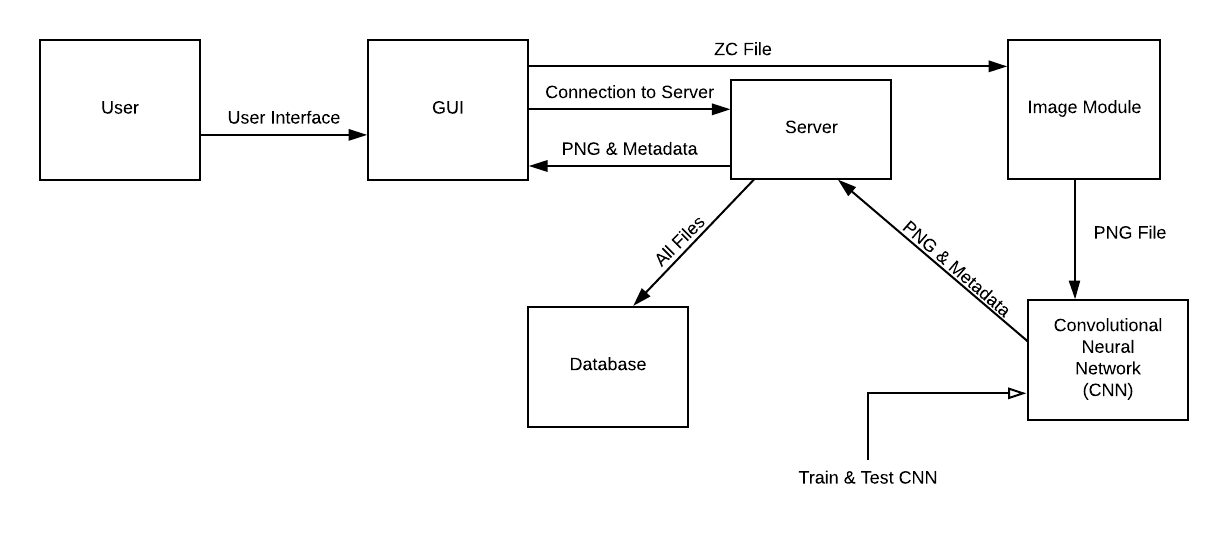 ZC File
Connection to Server
User
User Interface
GUI
PNG & Metadata
Server
Image Module
All Files
PNG & Metadata
PNG File
Database
Convolutional
Neural
Network
(CNN)
Train & Test CNN